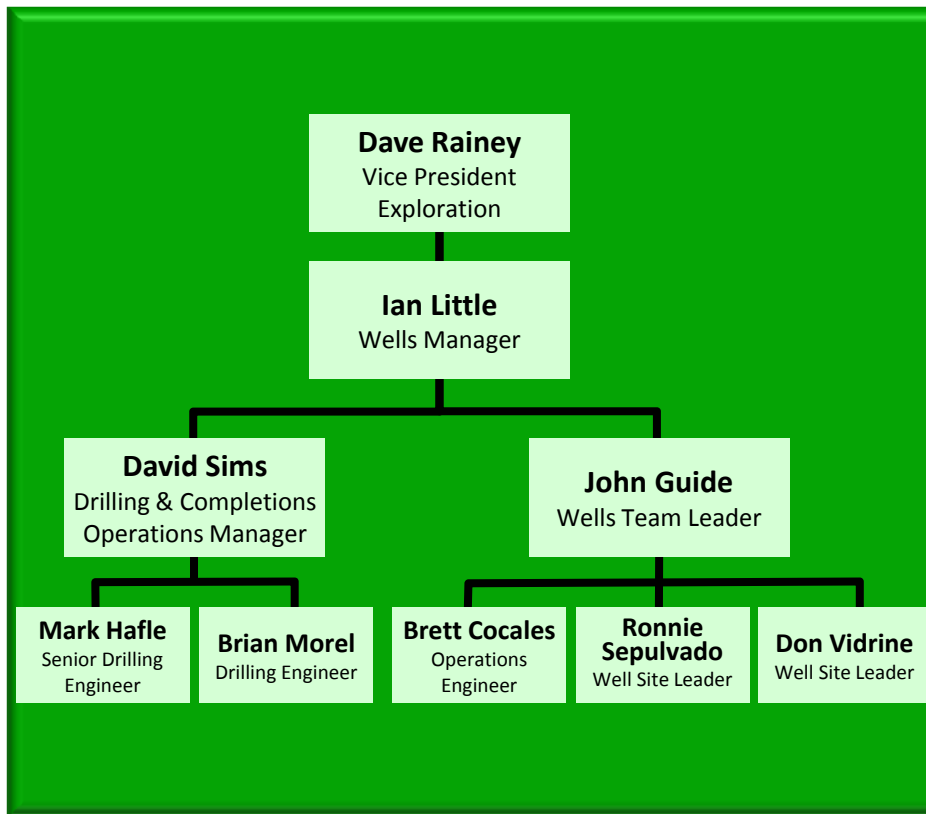 Dave Rainey
Vice President
Exploration
Ian Little
Wells Manager
David Sims
Drilling & Completions
Operations Manager
John Guide
Wells Team Leader
Mark Hafle
Senior Drilling
Engineer
Brian Morel
Drilling Engineer
Brett Cocales
Operations
Engineer
Ronnie
Sepulvado
Well Site Leader
Don Vidrine
Well Site Leader